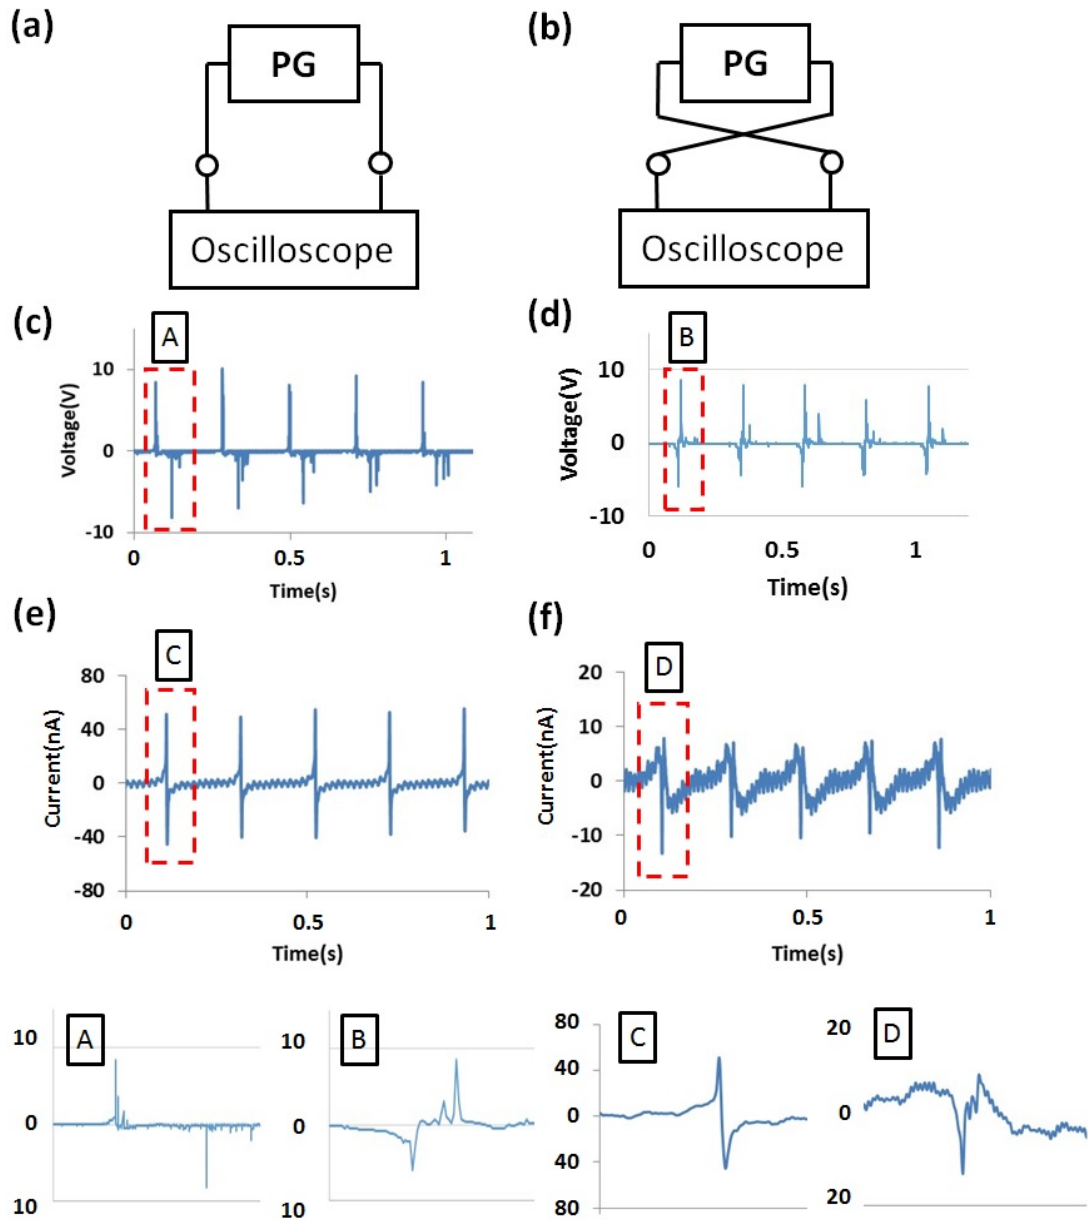 (a)
PG
Oscilloscope
(b)
PG
Oscilloscope
(c)
A
10
0
-10
Voltage(V)
0 0.5 1
Time(s)
(d)
B
10
0
-10
Voltage(V)
0 0.5 1
Time(s)
(e)
C
80
40
0
-40
-80
Current(nA)
0 0.5 1
Time(s)
(f)
D
20
10
0
-10
-20
Current(nA)
0 0.5 1
Time(s)
10
A
0
10
10
B
0
10
80
C
40
0
40
80
20
D
0
20